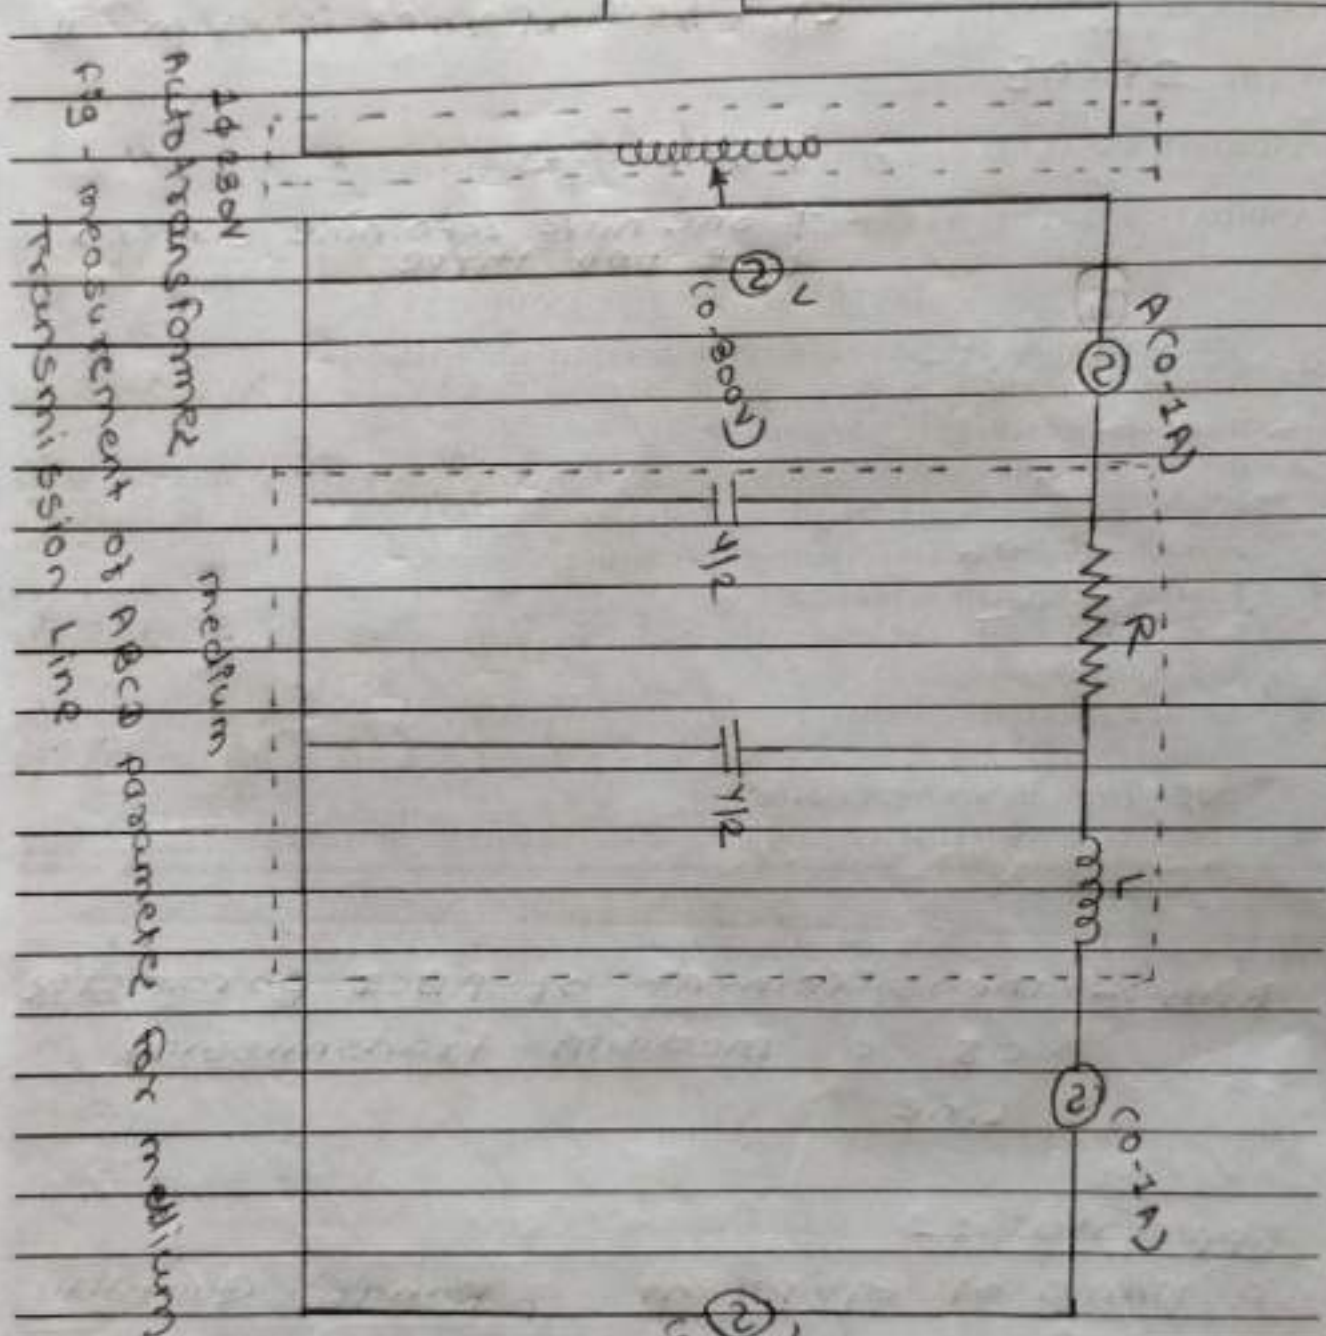 A (0-1A)
R
L
(0-1A)
V
(0-300V)
Y/2
Y/2
1φ 230V
Autotransformer
medium
Fig - measurement of ABCD parameter for medium
Transmission Line